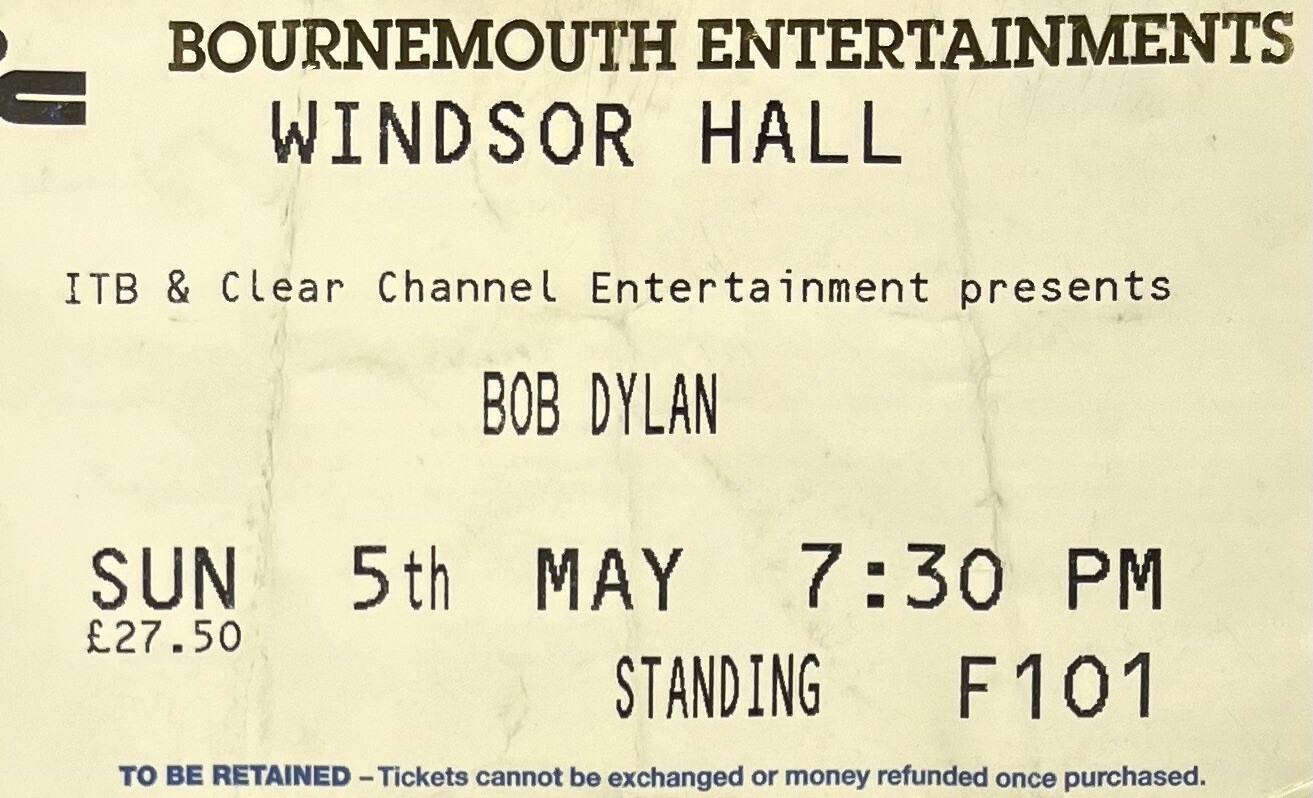 BOURNEMOUTH ENTERTAINMENTS
WINDSOR HALL
ITB & Clear Channel Entertainment presents
BOB DYLAN
SUN 5th MAY 7:30 PM
£27.50
STANDING F101
TO BE RETAINED – Tickets cannot be exchanged or money refunded once purchased.